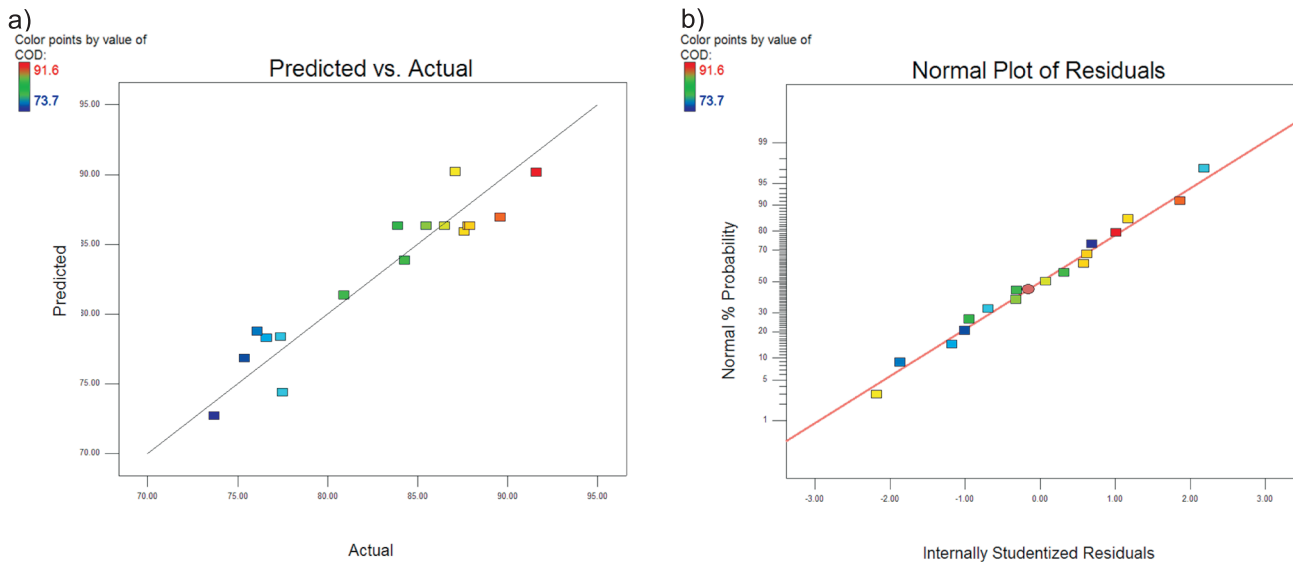 a)
Color points by value of
COD:
91.6
73.7
Predicted vs. Actual
95.00
90.00
85.00
80.00
75.00
70.00
Predicted
70.00
75.00
80.00
85.00
90.00
95.00
Actual
b)
Color points by value of
COD:
91.6
73.7
Normal Plot of Residuals
99
95
90
80
70
50
30
20
10
5
1
Normal % Probability
-3.00
-2.00
-1.00
0.00
1.00
2.00
3.00
Internally Studentized Residuals